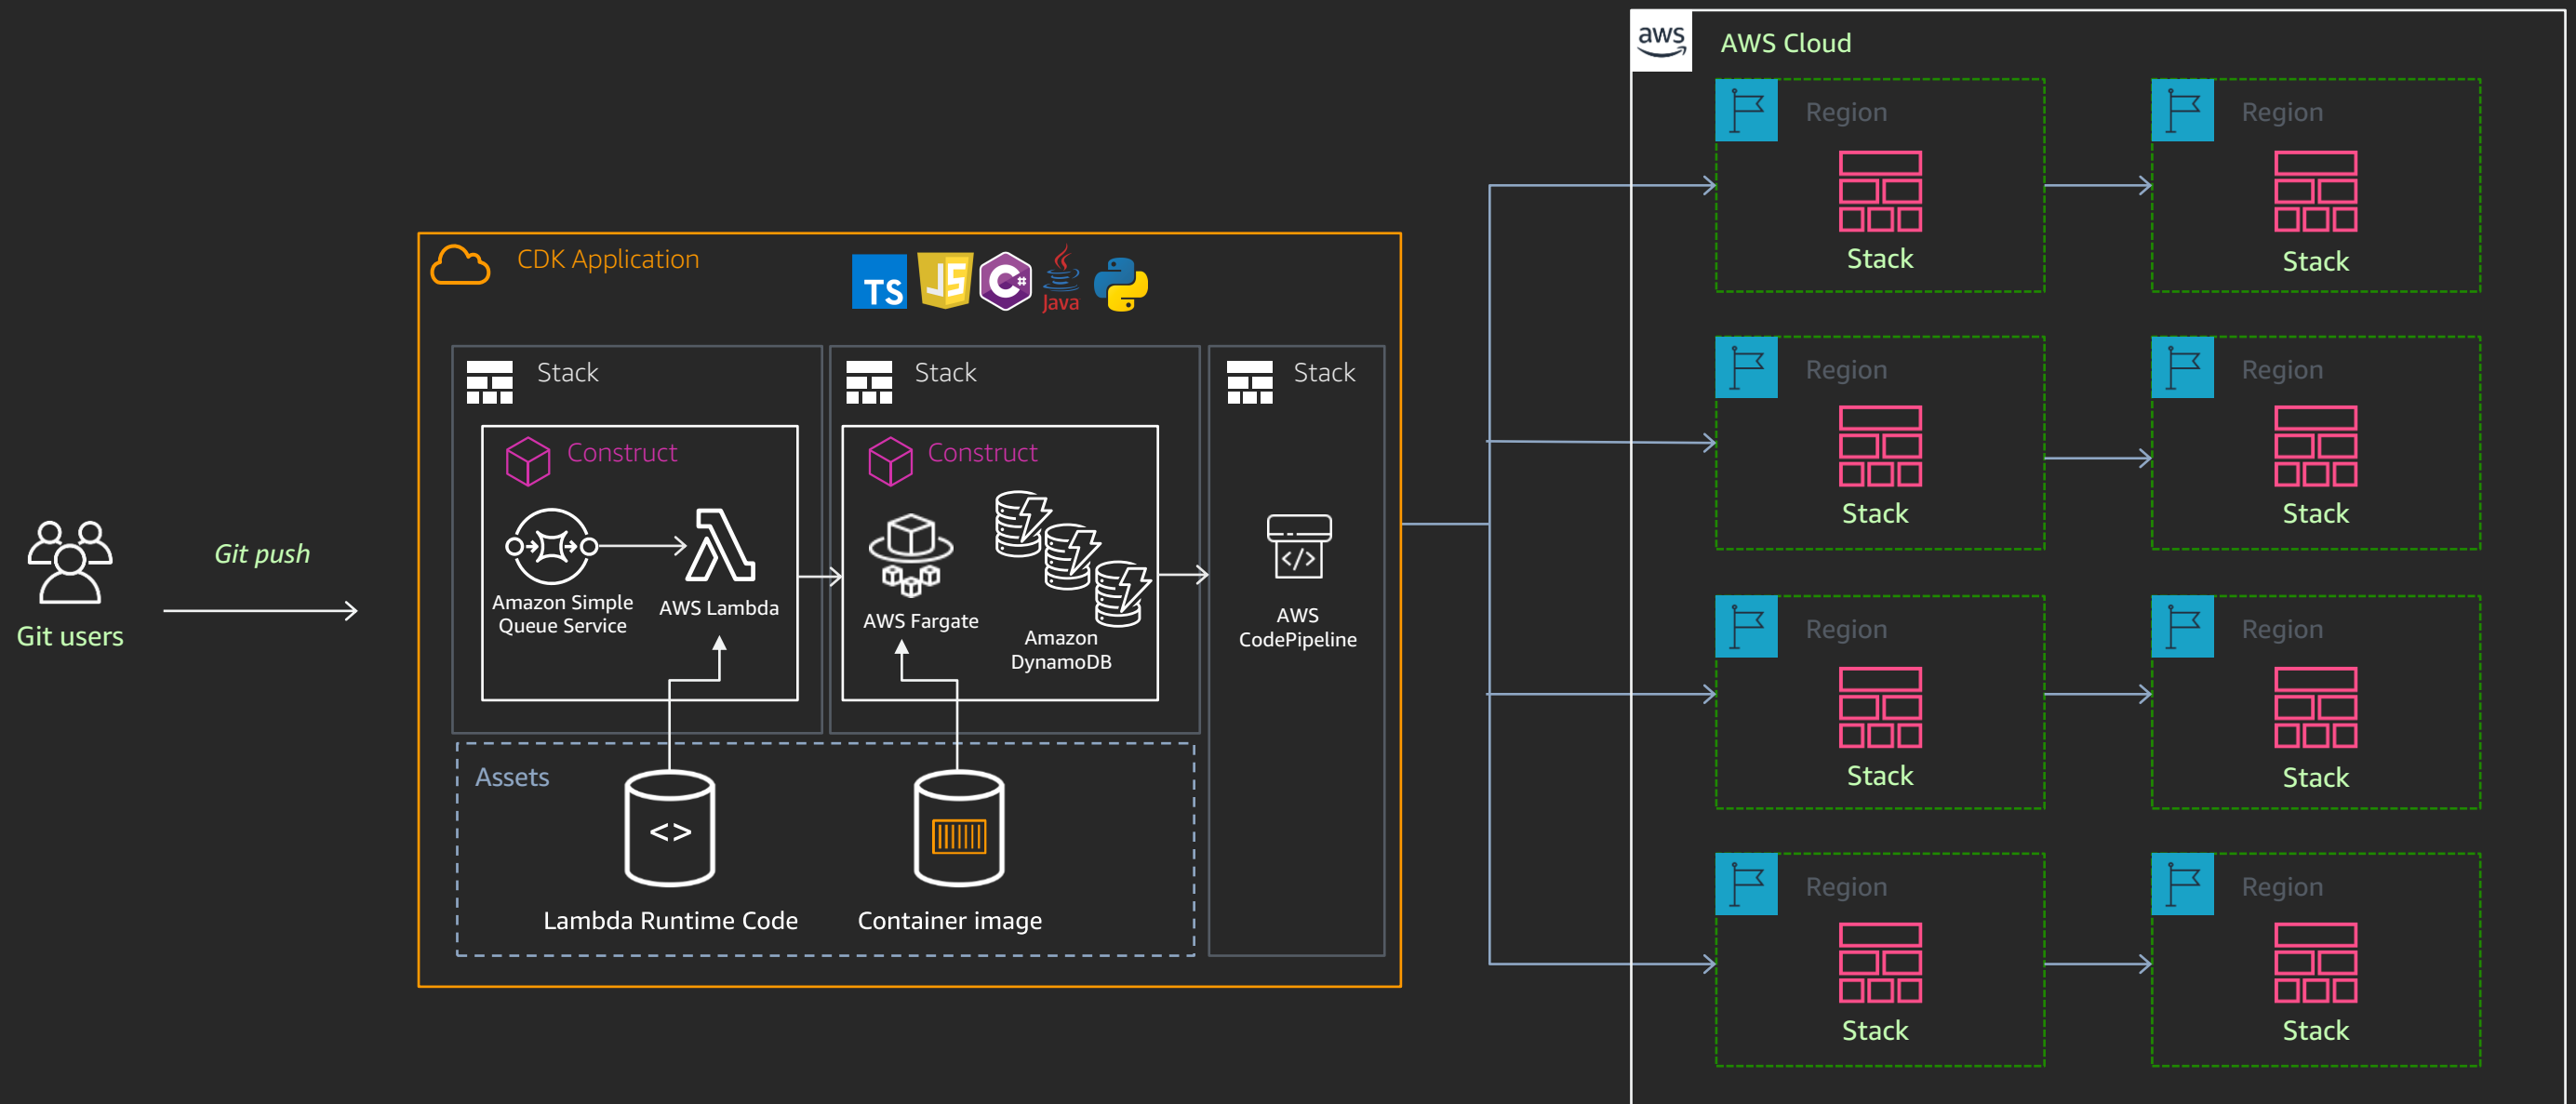 aws
AWS Cloud
Region
Stack
Region
Stack
Region
Stack
Region
Stack
Region
Stack
Region
Stack
Region
Stack
Region
Stack
CDK Application
TS
JS
C#
Java
Stack
Stack
Stack
Construct
Construct
Amazon Simple
Queue Service
AWS Lambda
AWS Fargate
Amazon
DynamoDB
</>
AWS
CodePipeline
Git push
Git users
Assets
<>
Lambda Runtime Code
Container image